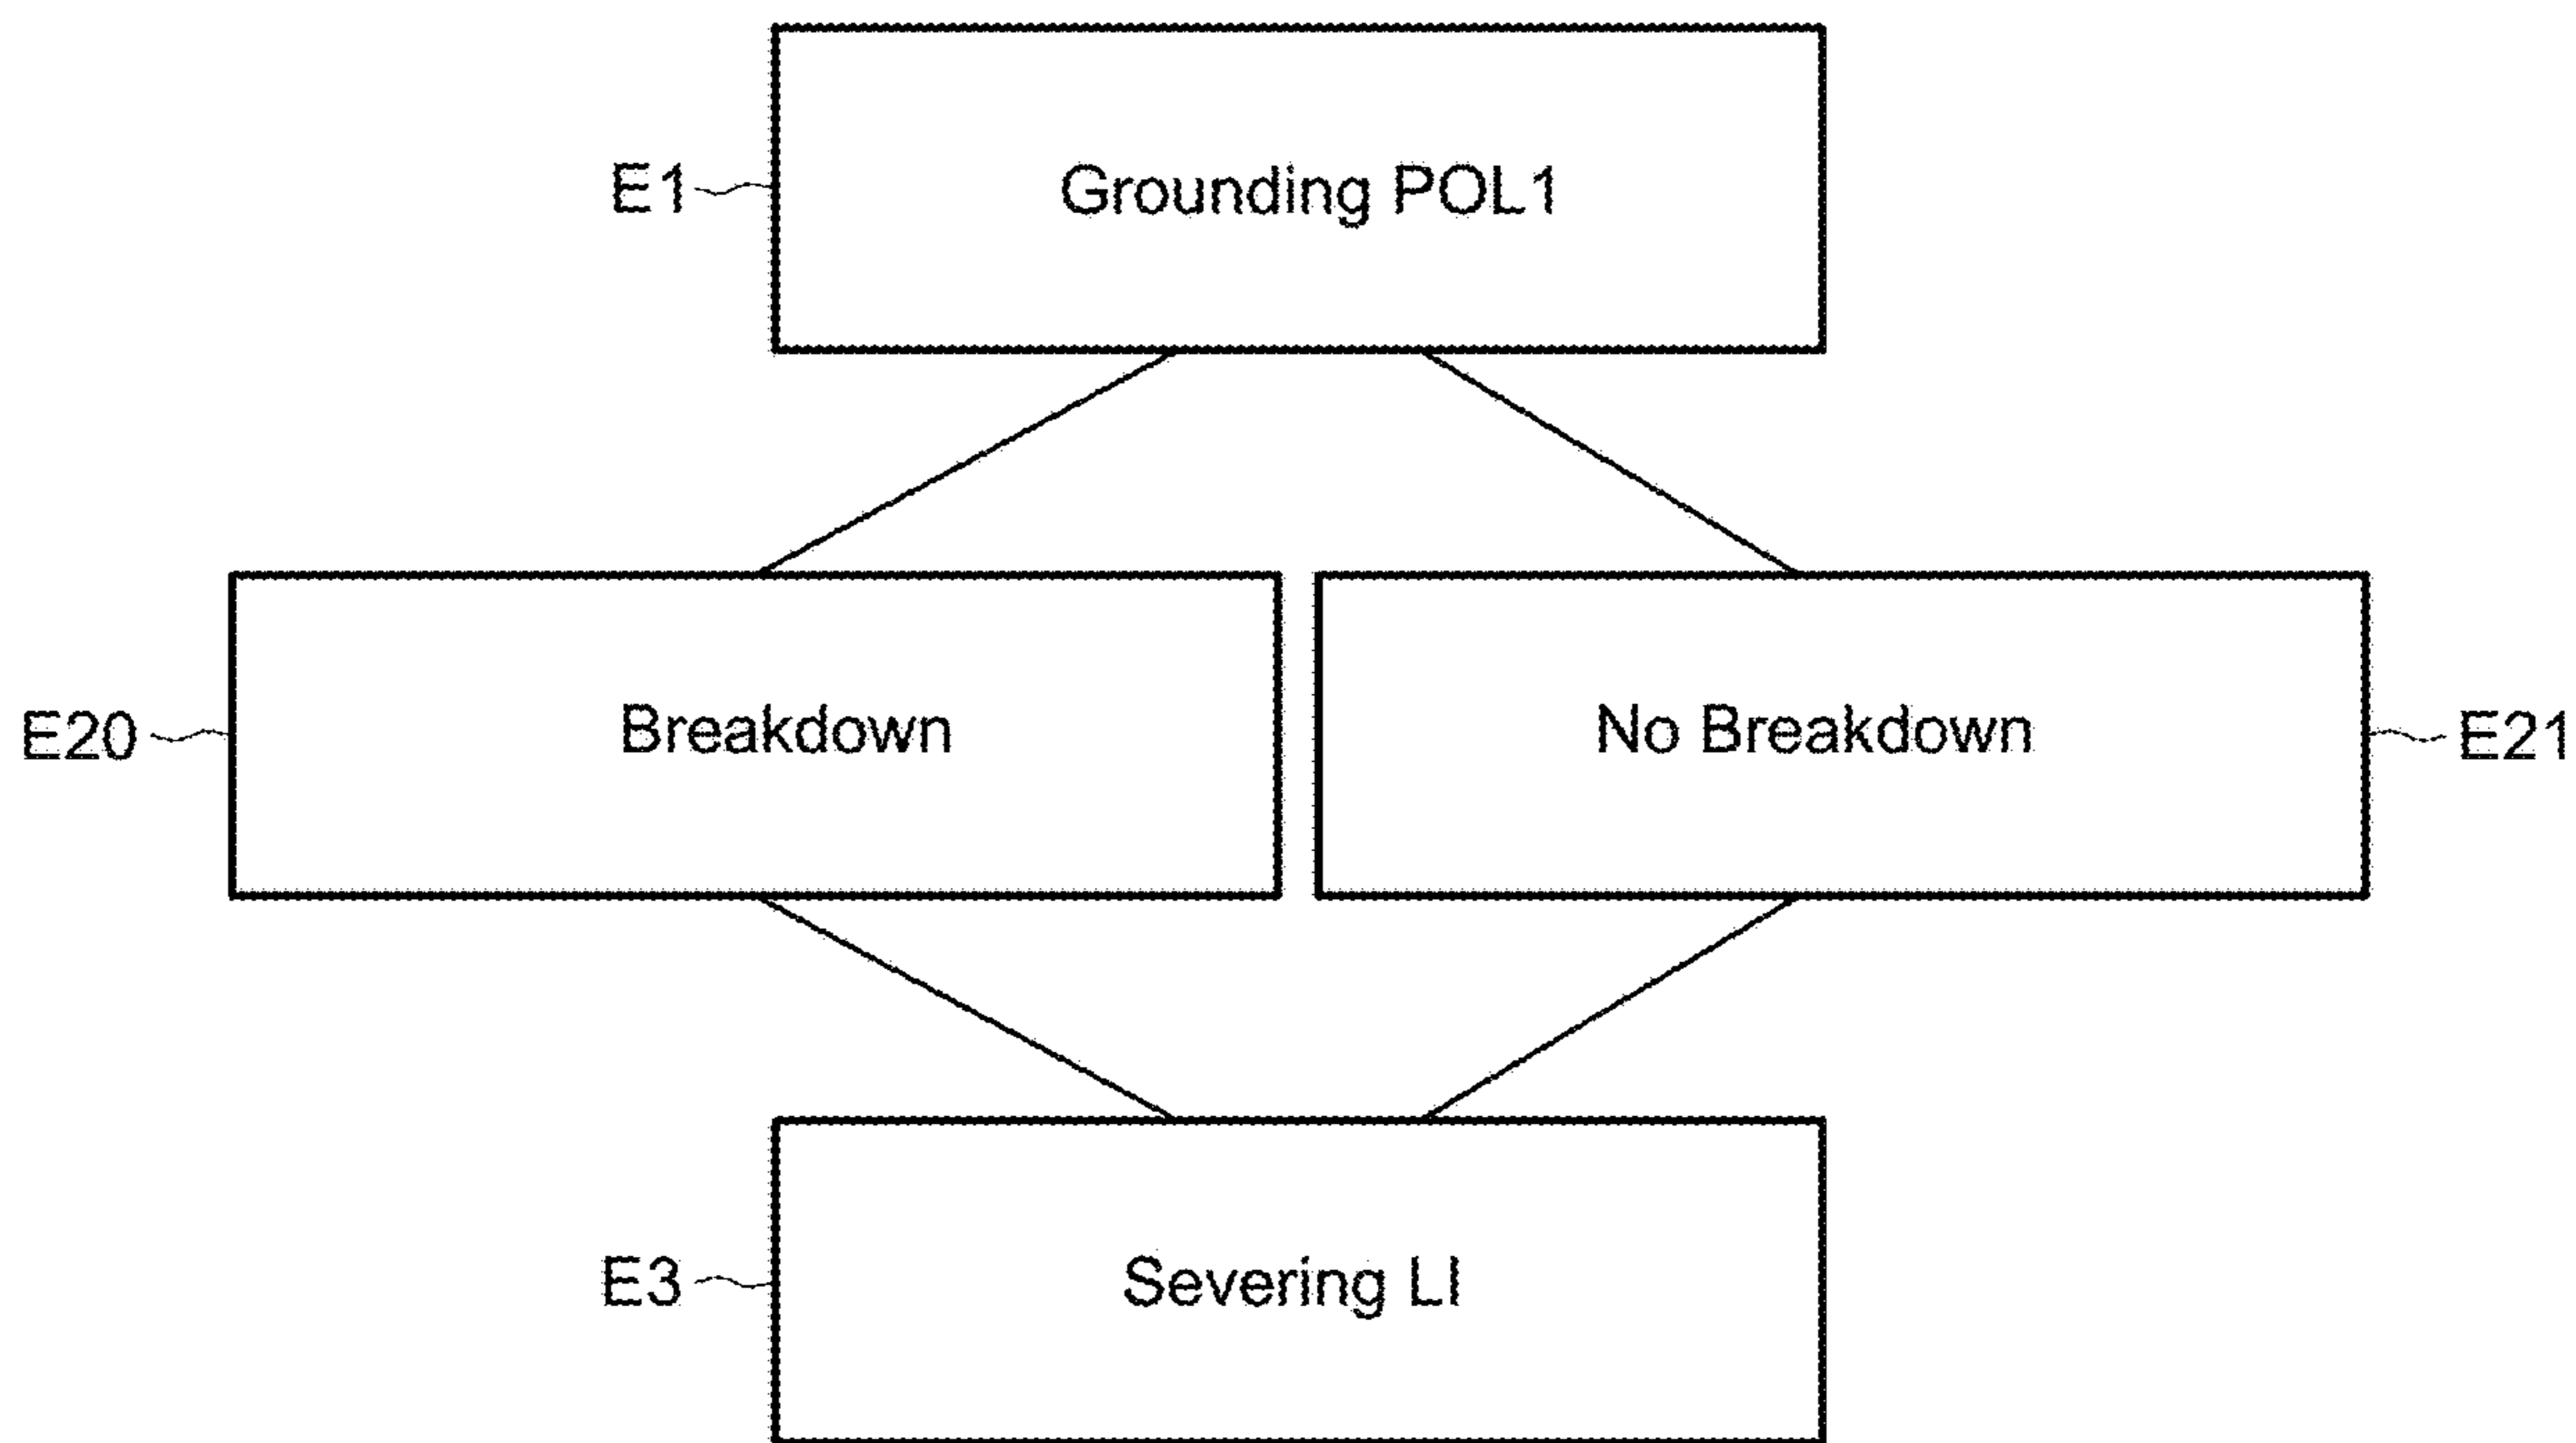 E1
Grounding POL1
E20
Breakdown
No Breakdown
E21
E3
Severing LI